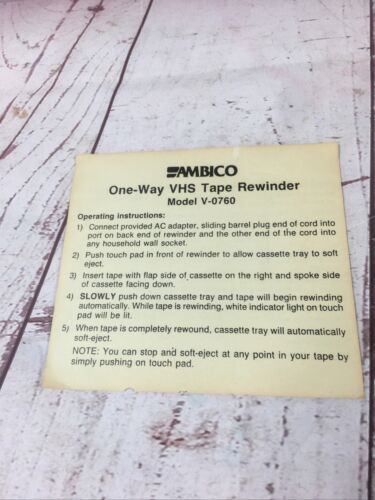 AMBICO
One-Way VHS Tape Rewinder
Model V-0760
Operating instructions:
1) Connect provided AC adapter, sliding barrel plug end of cord into
port on back end of rewinder and the other end of the cord into
any household wall socket.
2) Push touch pad in front of rewinder to allow cassette tray to soft
eject.
3) Insert tape with flap side of cassette on the right and spoke side
of cassette facing down.
4) SLOWLY push down cassette tray and tape will begin rewinding
automatically. While tape is rewinding, white indicator light on touch
pad will be lit.
5) When tape is completely rewound, cassette tray will automatically
soft-eject.
NOTE: You can stop and soft-eject at any point in your tape by
simply pushing on touch pad.